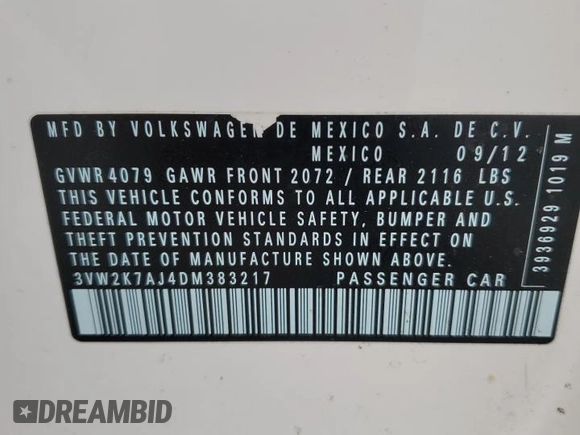 MFD BY VOLKSWAGEN DE MEXICO S.A. DE C.V.
MEXICO 09/12
GVWR 4079 GAWR FRONT 2072 / REAR 2116 LBS
THIS VEHICLE CONFORMS TO ALL APPLICABLE U.S.
FEDERAL MOTOR VEHICLE SAFETY, BUMPER AND
THEFT PREVENTION STANDARDS IN EFFECT ON
THE DATE OF MANUFACTURE SHOWN ABOVE.
3VW2K7AJ4DM383217 PASSENGER CAR
3936929 1019 M
DREAMBID